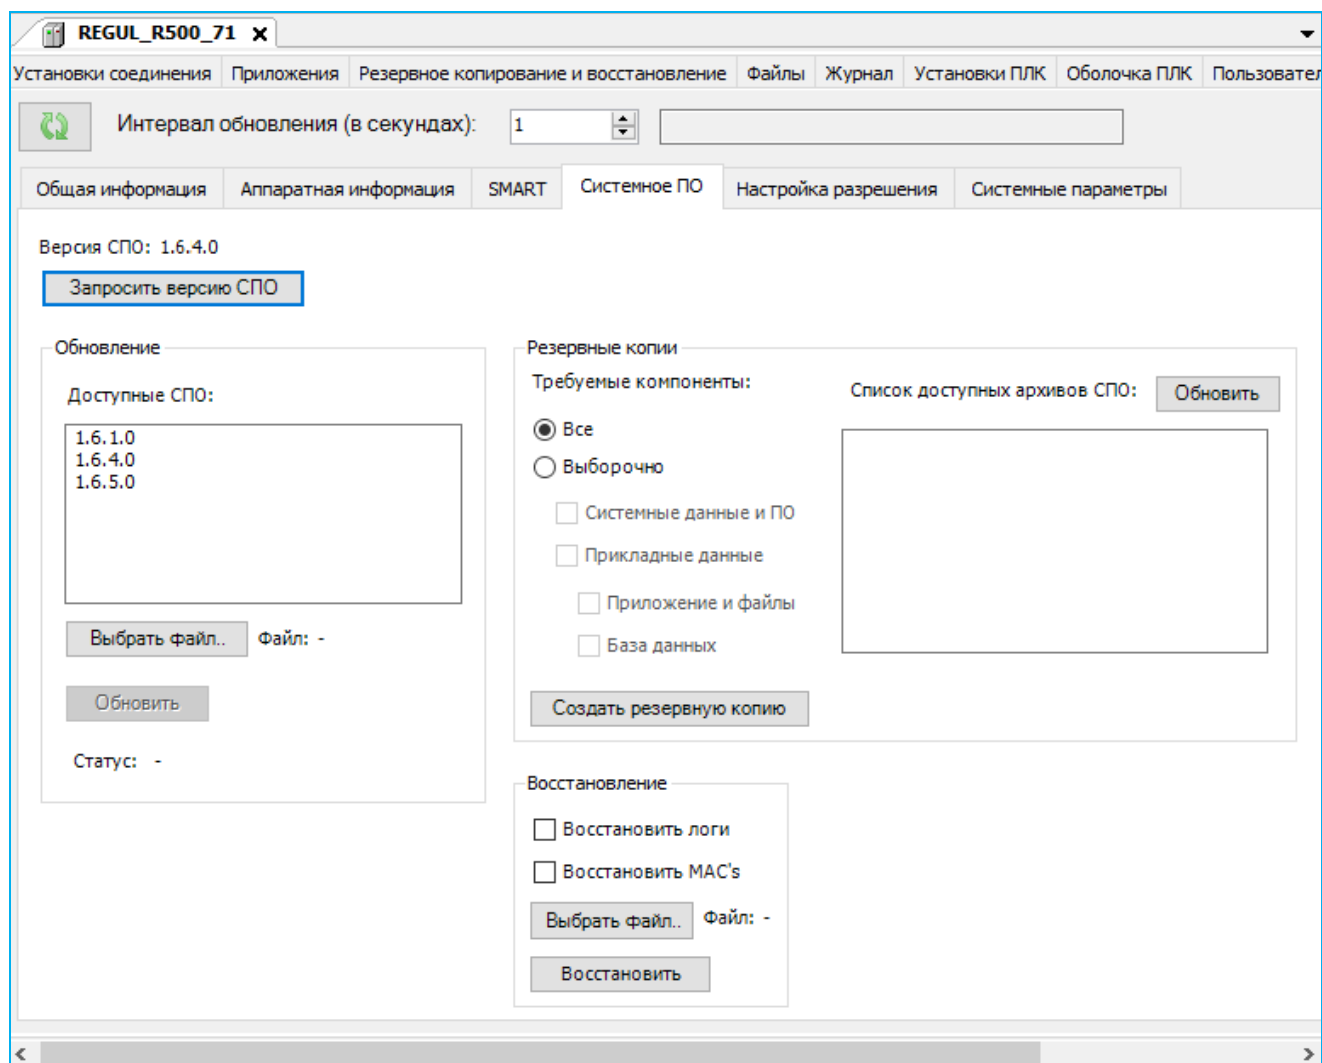 REGUL_R500_71
Установки соединения Приложения Резервное копирование и восстановление Файлы Журнал Установки ПЛК Оболочка ПЛК Пользовател
Интервал обновления (в секундах): 1
Общая информация Аппаратная информация SMART Системное ПО Настройка разрешения Системные параметры
Версия СПО: 1.6.4.0
Запросить версию СПО
Обновление
Доступные СПО:
1.6.1.0
1.6.4.0
1.6.5.0
Выбрать файл.. Файл: -
Обновить
Статус: -
Резервные копии
Требуемые компоненты:
Все
Выборочно
Системные данные и ПО
Прикладные данные
Приложение и файлы
База данных
Список доступных архивов СПО: Обновить
Создать резервную копию
Восстановление
Восстановить логи
Восстановить MAC's
Выбрать файл.. Файл: -
Восстановить